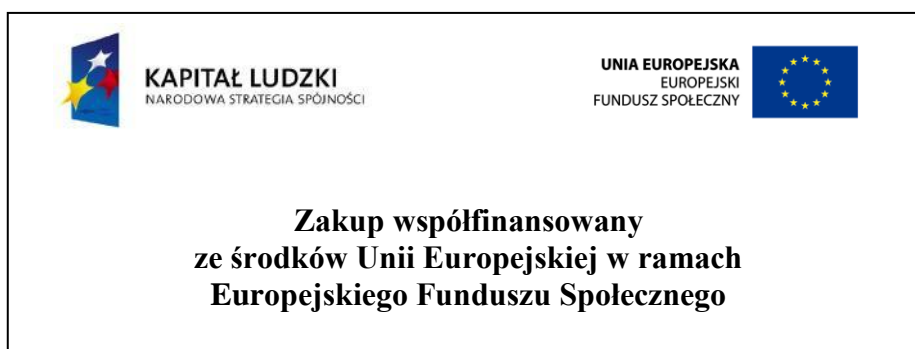 KAPITAŁ LUDZKI
NARODOWA STRATEGIA SPÓJNOŚCI
UNIA EUROPEJSKA
EUROPEJSKI
FUNDUSZ SPOŁECZNY
Zakup współfinansowany
ze środków Unii Europejskiej w ramach
Europejskiego Funduszu Społecznego